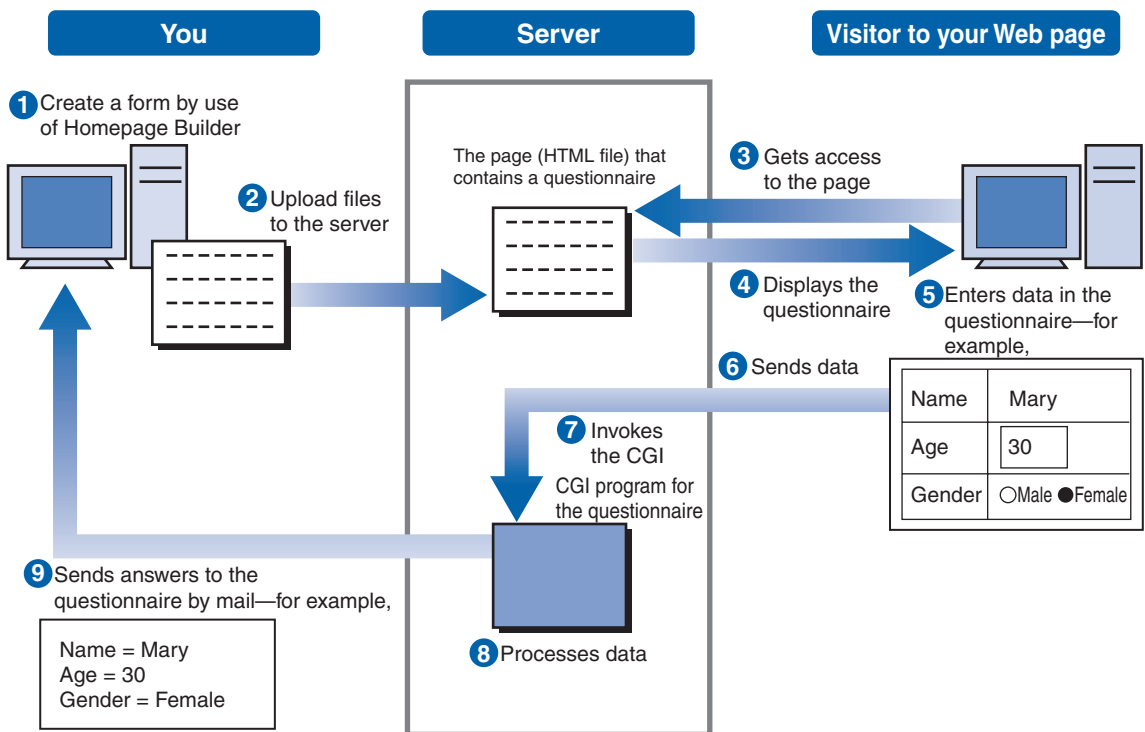 You
Server
Visitor to your Web page
1 Create a form by use
of Homepage Builder
2 Upload files
to the server
The page (HTML file) that
contains a questionnaire
3 Gets access
to the page
4 Displays the
questionnaire
5 Enters data in the
questionnaire—for
example,
Name Mary
Age 30
Gender ○Male ●Female
6 Sends data
7 Invokes
the CGI
CGI program for
the questionnaire
8 Processes data
9 Sends answers to the
questionnaire by mail—for example,
Name = Mary
Age = 30
Gender = Female